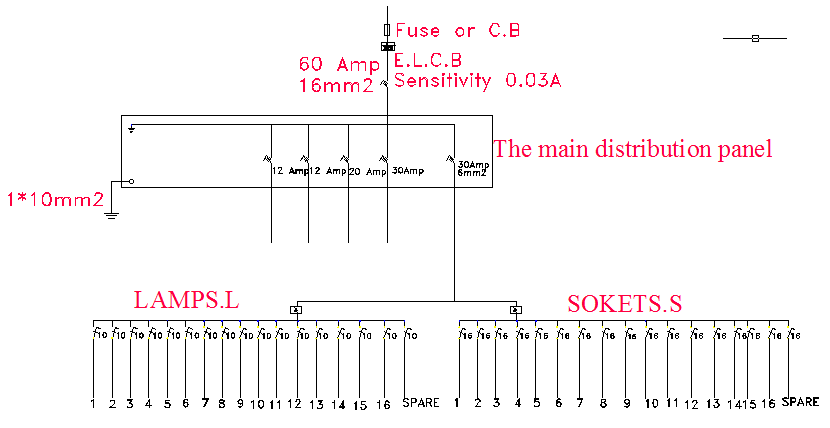 Fuse or C.B
E.L.C.B
60 Amp
16mm2
Sensitivity 0.03A
The main distribution panel
12 Amp 12 Amp 20 Amp 30Amp
30Amp
6mm2
1*10mm2
LAMPS.L
SOKETS.S
10 10 10 10 10 10 10 10 10 10 10 10 10 10 10 10 10
16 16 16 16 16 16 16 16 16 16 16 16 16 16 16 16 16
1 2 3 4 5 6 7 8 9 10 11 12 13 14 15 16 SPARE
1 2 3 4 5 6 7 8 9 10 11 12 13 14 15 16 SPARE